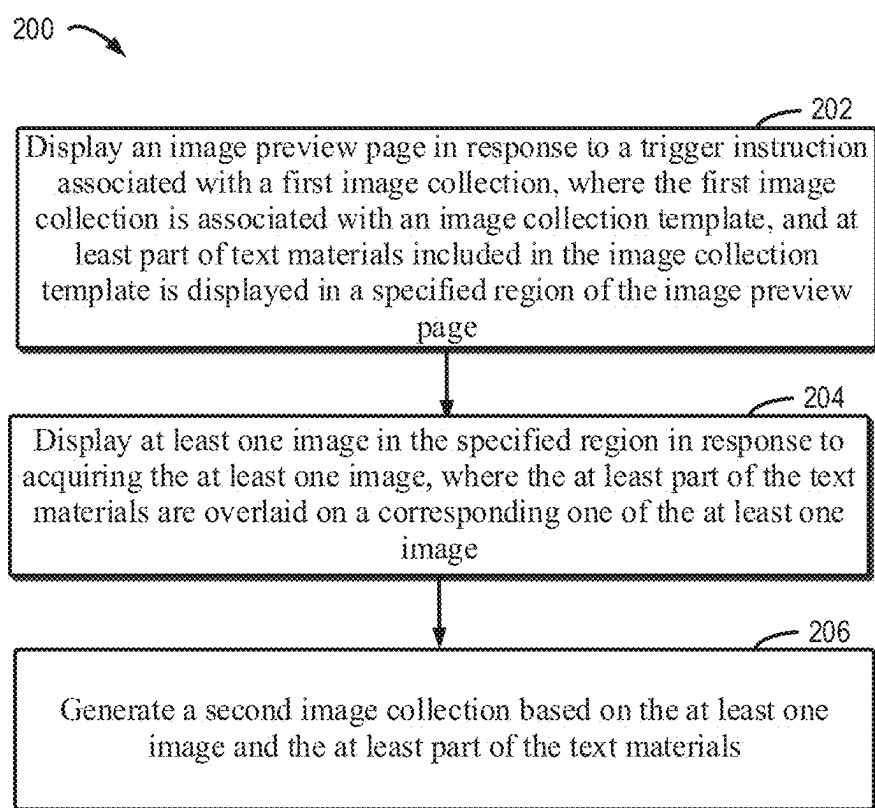 200
202
Display an image preview page in response to a trigger instruction
associated with a first image collection, where the first image
collection is associated with an image collection template, and at
least part of text materials included in the image collection
template is displayed in a specified region of the image preview
page
204
Display at least one image in the specified region in response to
acquiring the at least one image, where the at least part of the text
materials are overlaid on a corresponding one of the at least one
image
206
Generate a second image collection based on the at least one
image and the at least part of the text materials